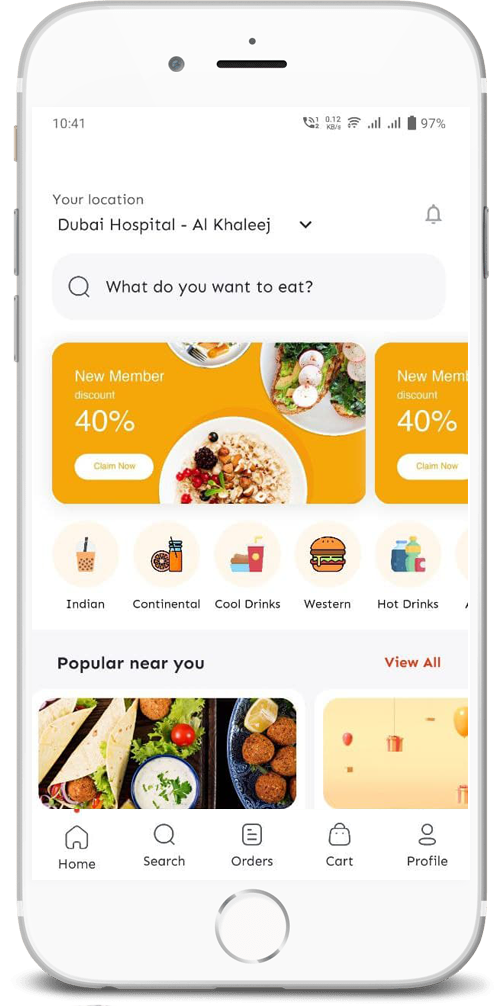 10:41
1 2 0.12 KB/s 97%
Your location
Dubai Hospital - Al Khaleej
What do you want to eat?
New Member
discount
40%
Claim Now
New Memb
discount
40%
Claim Now
Indian
Continental
Cool Drinks
Western
Hot Drinks
Popular near you
View All
Home
Search
Orders
Cart
Profile